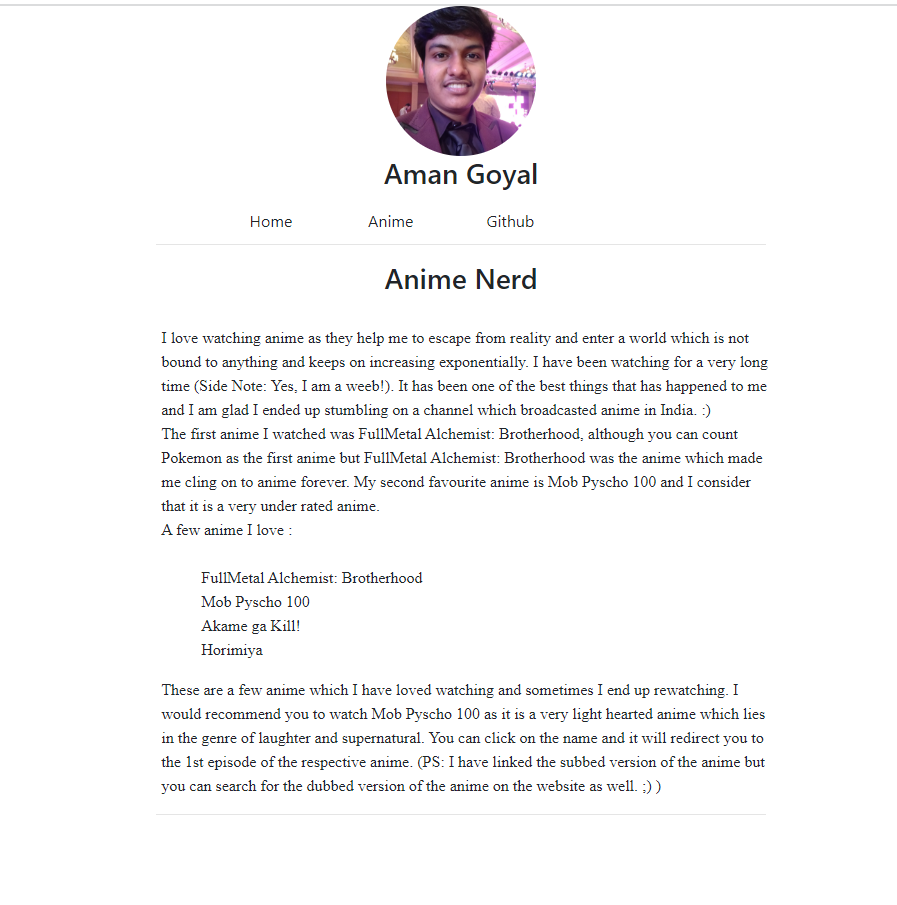 Aman Goyal
Home Anime Github
Anime Nerd
I love watching anime as they help me to escape from reality and enter a world which is not
bound to anything and keeps on increasing exponentially. I have been watching for a very long
time (Side Note: Yes, I am a weeb!). It has been one of the best things that has happened to me
and I am glad I ended up stumbling on a channel which broadcasted anime in India. :)
The first anime I watched was FullMetal Alchemist: Brotherhood, although you can count
Pokemon as the first anime but FullMetal Alchemist: Brotherhood was the anime which made
me cling on to anime forever. My second favourite anime is Mob Pyscho 100 and I consider
that it is a very under rated anime.
A few anime I love :
FullMetal Alchemist: Brotherhood
Mob Pyscho 100
Akame ga Kill!
Horimiya
These are a few anime which I have loved watching and sometimes I end up rewatching. I
would recommend you to watch Mob Pyscho 100 as it is a very light hearted anime which lies
in the genre of laughter and supernatural. You can click on the name and it will redirect you to
the 1st episode of the respective anime. (PS: I have linked the subbed version of the anime but
you can search for the dubbed version of the anime on the website as well. ;) )